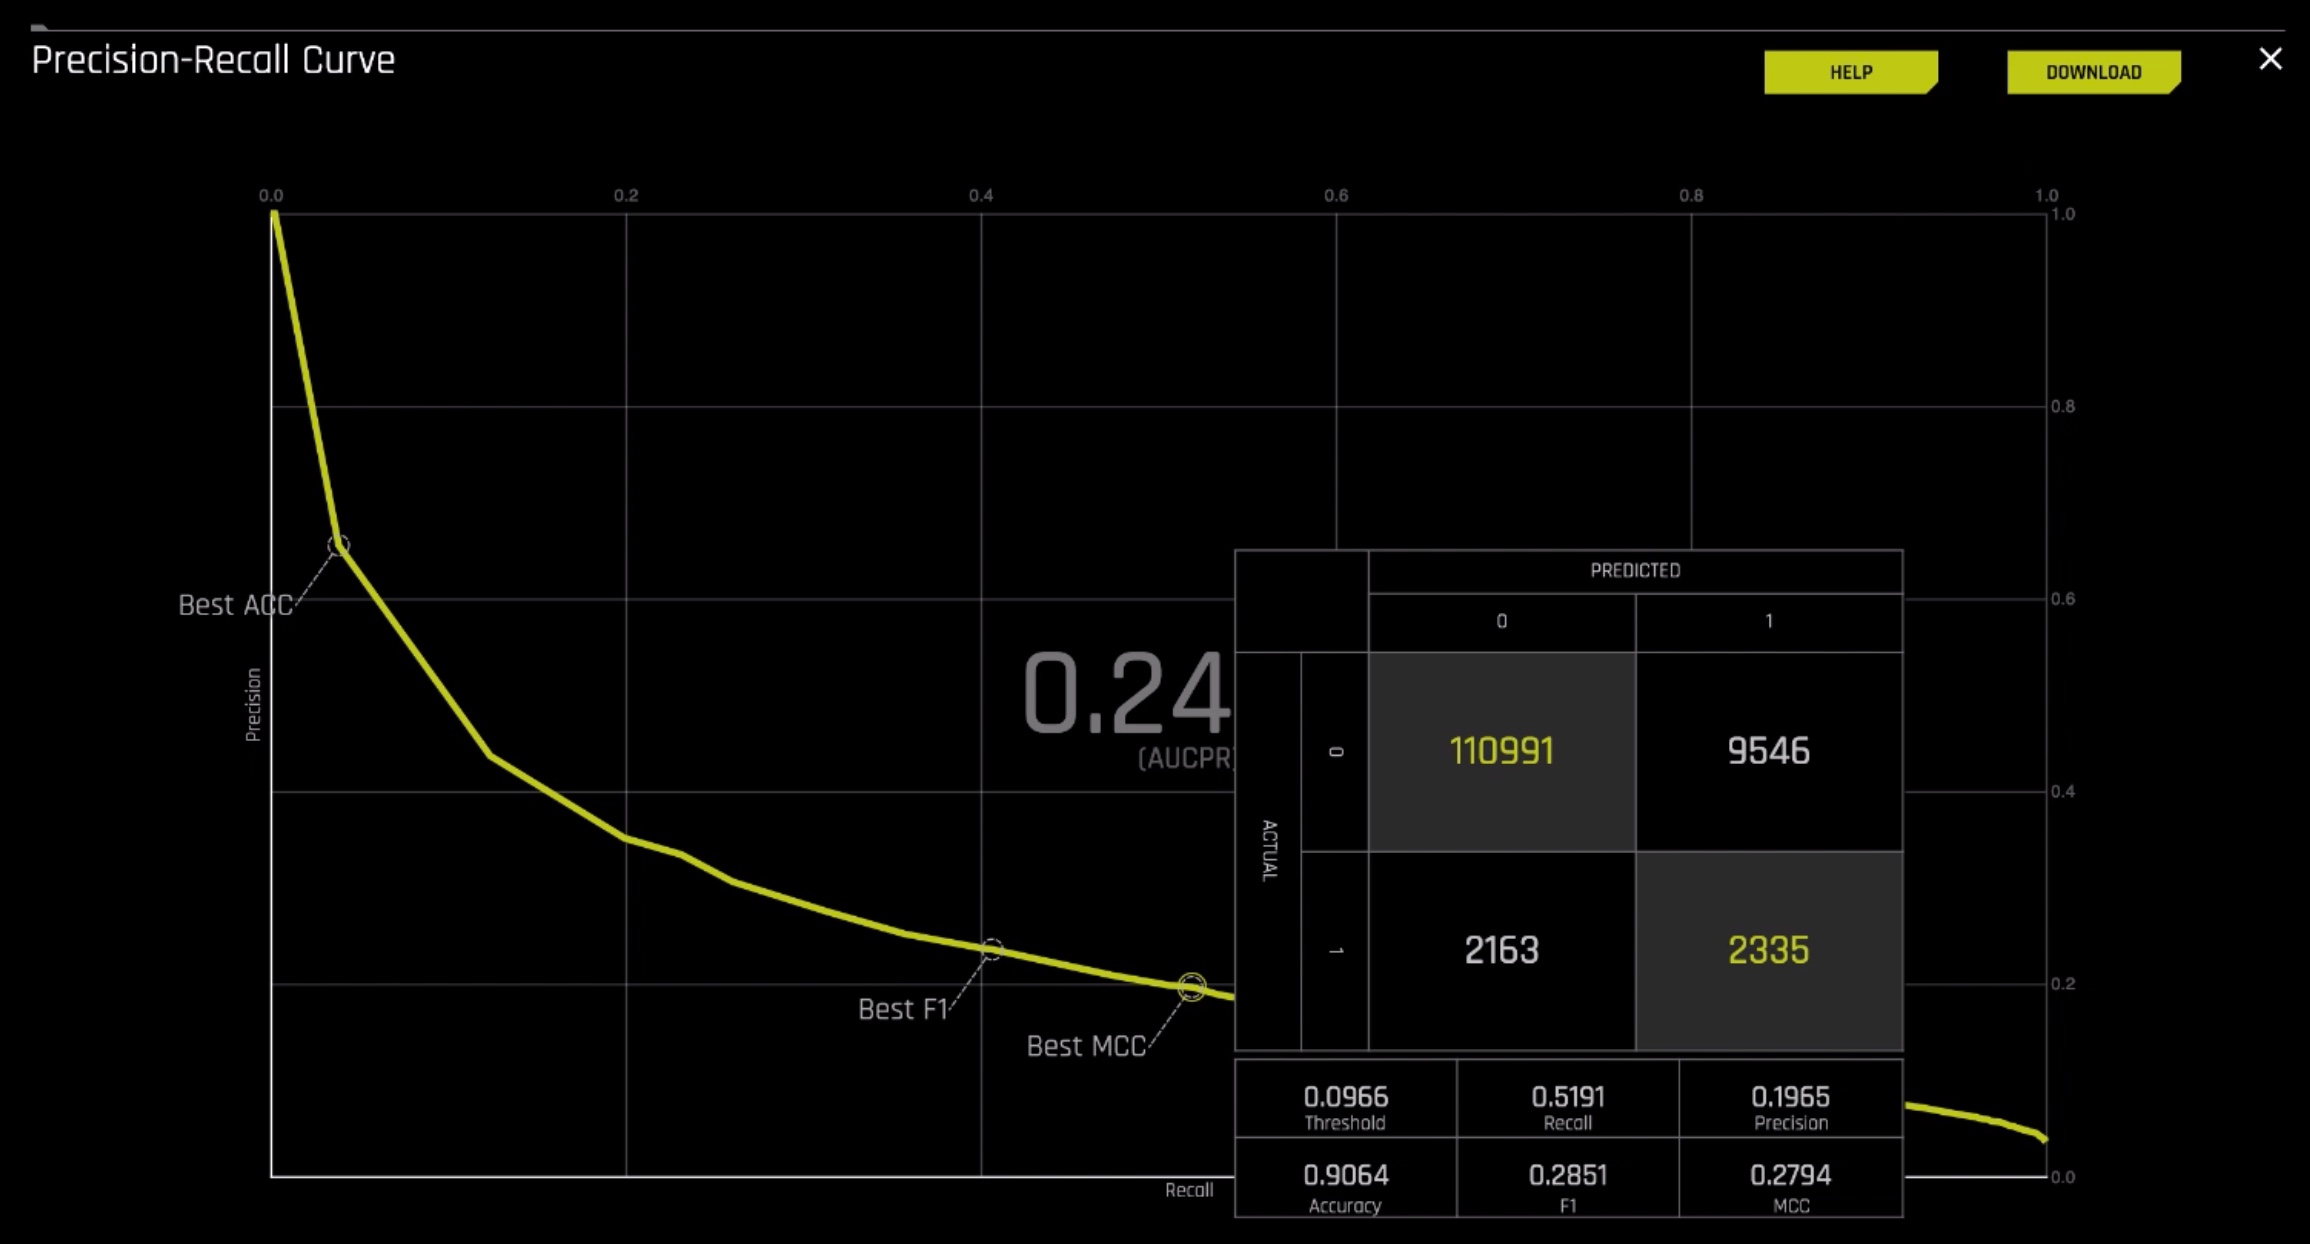 Precision-Recall Curve
HELP
DOWNLOAD
0.0
0.2
0.4
0.6
0.8
1.0
1.0
0.8
0.6
0.4
0.2
0.0
Best ACC
Precision
0.24
(AUCPR)
Best F1
Best MCC
Recall
PREDICTED
0
1
ACTUAL
0
110991
9546
1
2163
2335
0.0966
0.5191
0.1965
Threshold
Recall
Precision
0.9064
0.2851
0.2794
Accuracy
F1
MCC